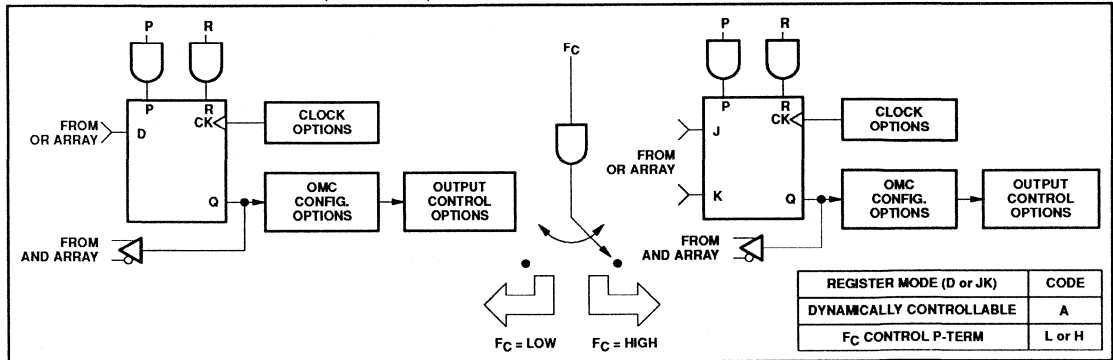 P
R
P
R
D
CK
Q
FROM
OR ARRAY
CLOCK
OPTIONS
OMC
CONFIG.
OPTIONS
OUTPUT
CONTROL
OPTIONS
FROM
AND ARRAY
FC
FC = LOW
FC = HIGH
P
R
P
R
J
CK
K
Q
FROM
OR ARRAY
CLOCK
OPTIONS
OMC
CONFIG.
OPTIONS
OUTPUT
CONTROL
OPTIONS
FROM
AND ARRAY
REGISTER MODE (D or JK) CODE
DYNAMICALLY CONTROLLABLE A
FC CONTROL P-TERM L or H